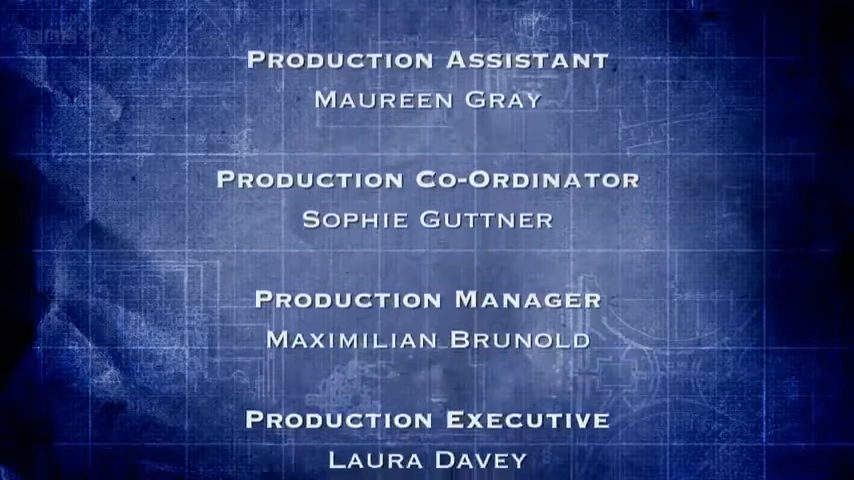 PRODUCTION ASSISTANT
MAUREEN GRAY
PRODUCTION CO-ORDINATOR
SOPHIE GUTTNER
PRODUCTION MANAGER
MAXIMILIAN BRUNOLD
PRODUCTION EXECUTIVE
LAURA DAVEY